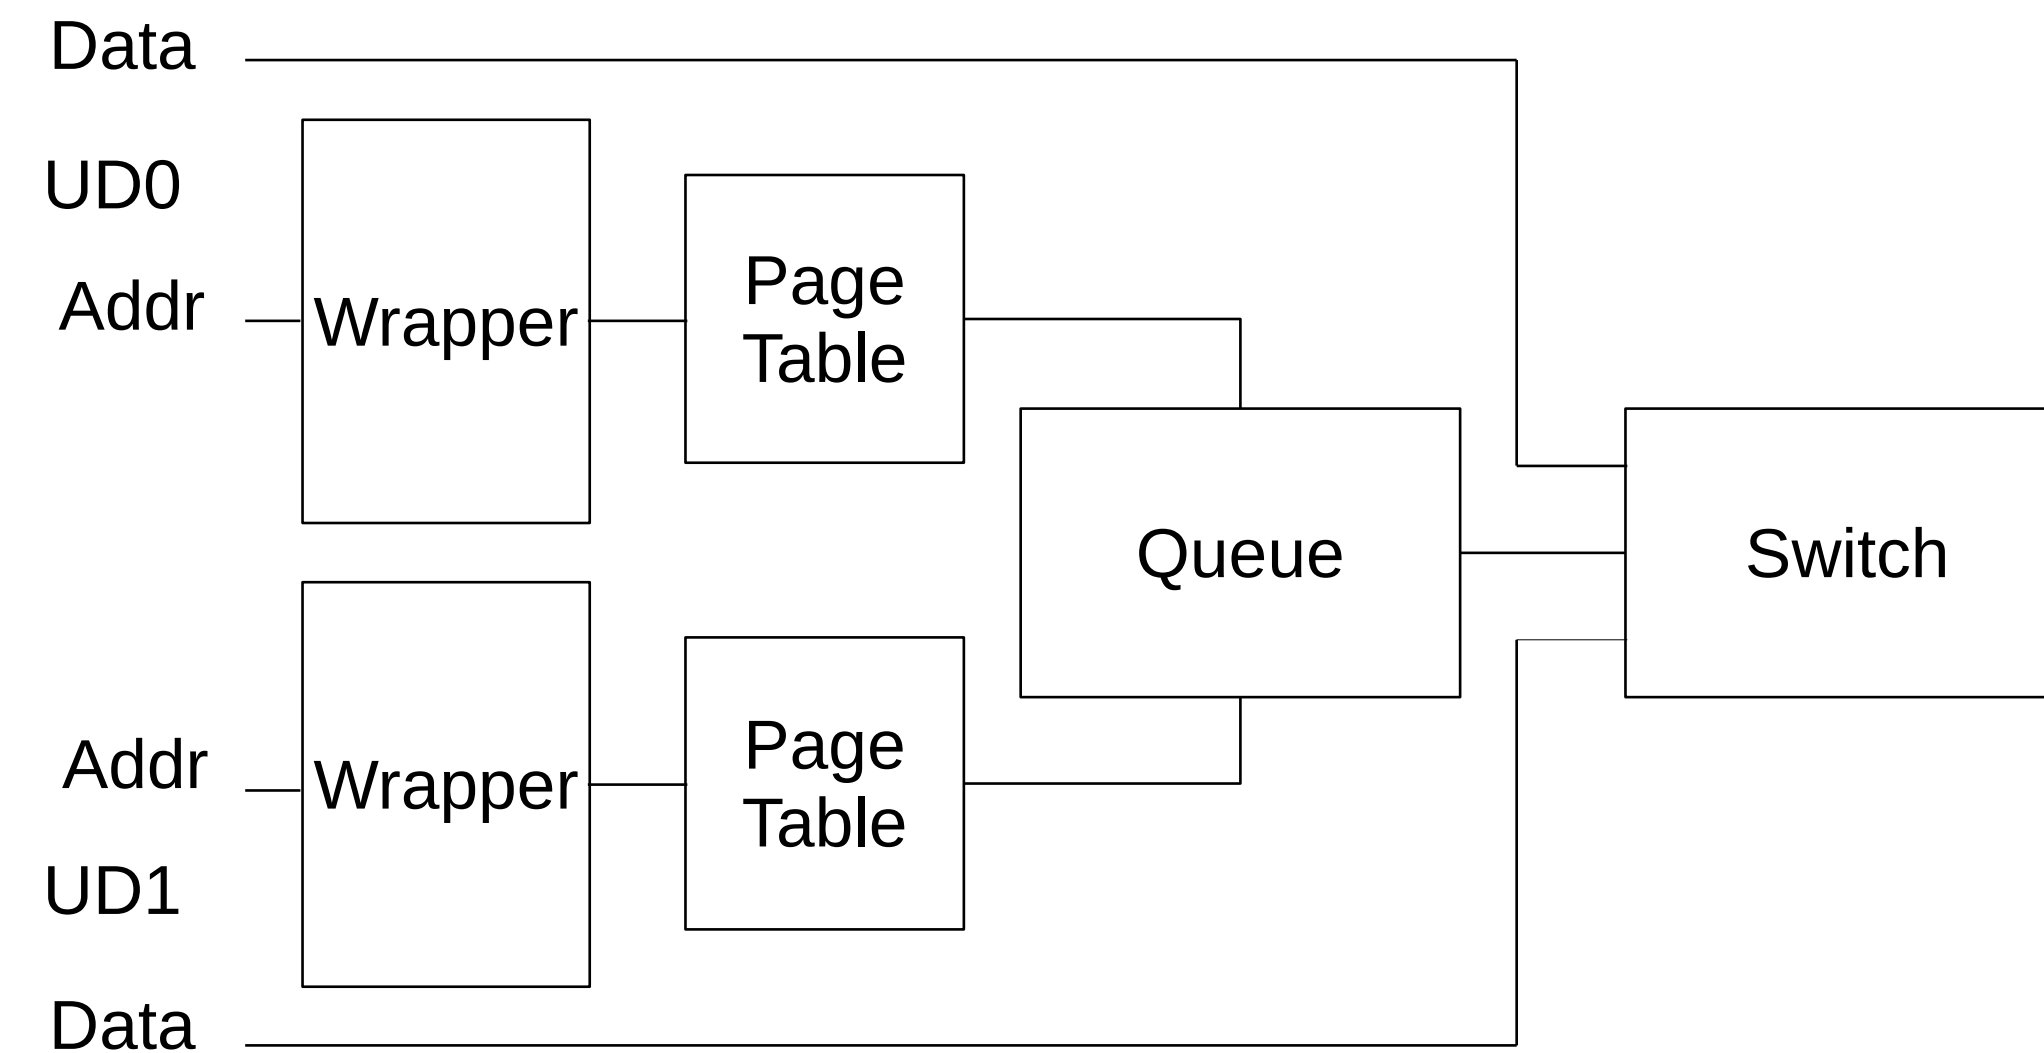 Data
UD0
Addr
Wrapper
Page
Table
Queue
Switch
Addr
Wrapper
Page
Table
UD1
Data